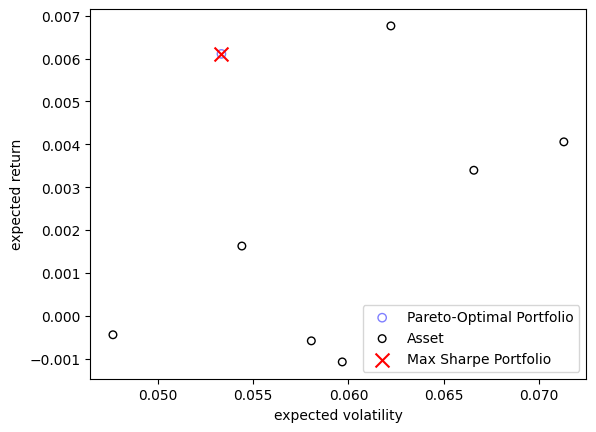 0.007
0.006
0.005
0.004
0.003
0.002
0.001
0.000
−0.001
expected return
Pareto-Optimal Portfolio
Asset
Max Sharpe Portfolio
0.050 0.055 0.060 0.065 0.070
expected volatility